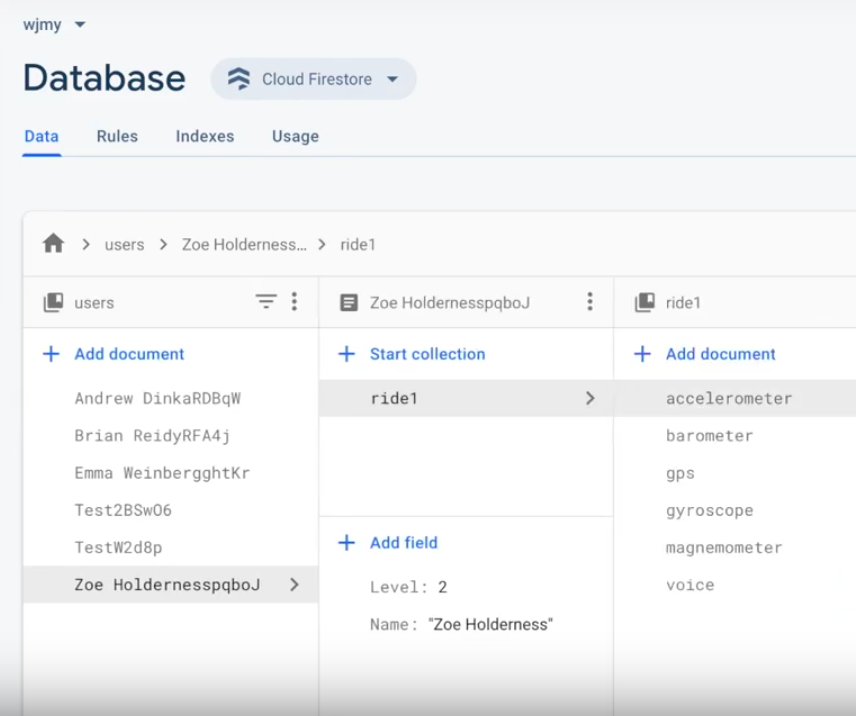 wjmy
Database
Cloud Firestore
Data Rules Indexes Usage
users
Zoe Holderness...
ride1
users
Add document
Andrew DinkaRDBqW
Brian ReidyRFA4j
Emma WeinbergghtKr
Test2BSwO6
TestW2d8p
Zoe HoldernesspqboJ
Zoe HoldernesspqboJ
Start collection
ride1
Add field
Level: 2
Name: "Zoe Holderness"
ride1
Add document
accelerometer
barometer
gps
gyroscope
magnemometer
voice